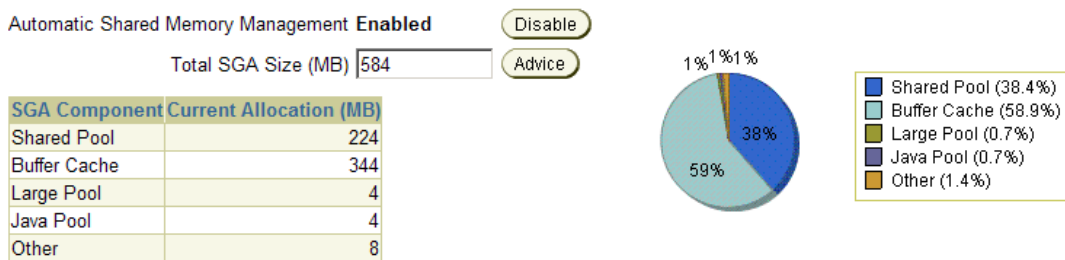 Automatic Shared Memory Management Enabled Disable
Total SGA Size (MB) 584 Advice
SGA Component Current Allocation (MB)
Shared Pool 224
Buffer Cache 344
Large Pool 4
Java Pool 4
Other 8
1% 1% 1%
38%
59%
Shared Pool (38.4%)
Buffer Cache (58.9%)
Large Pool (0.7%)
Java Pool (0.7%)
Other (1.4%)